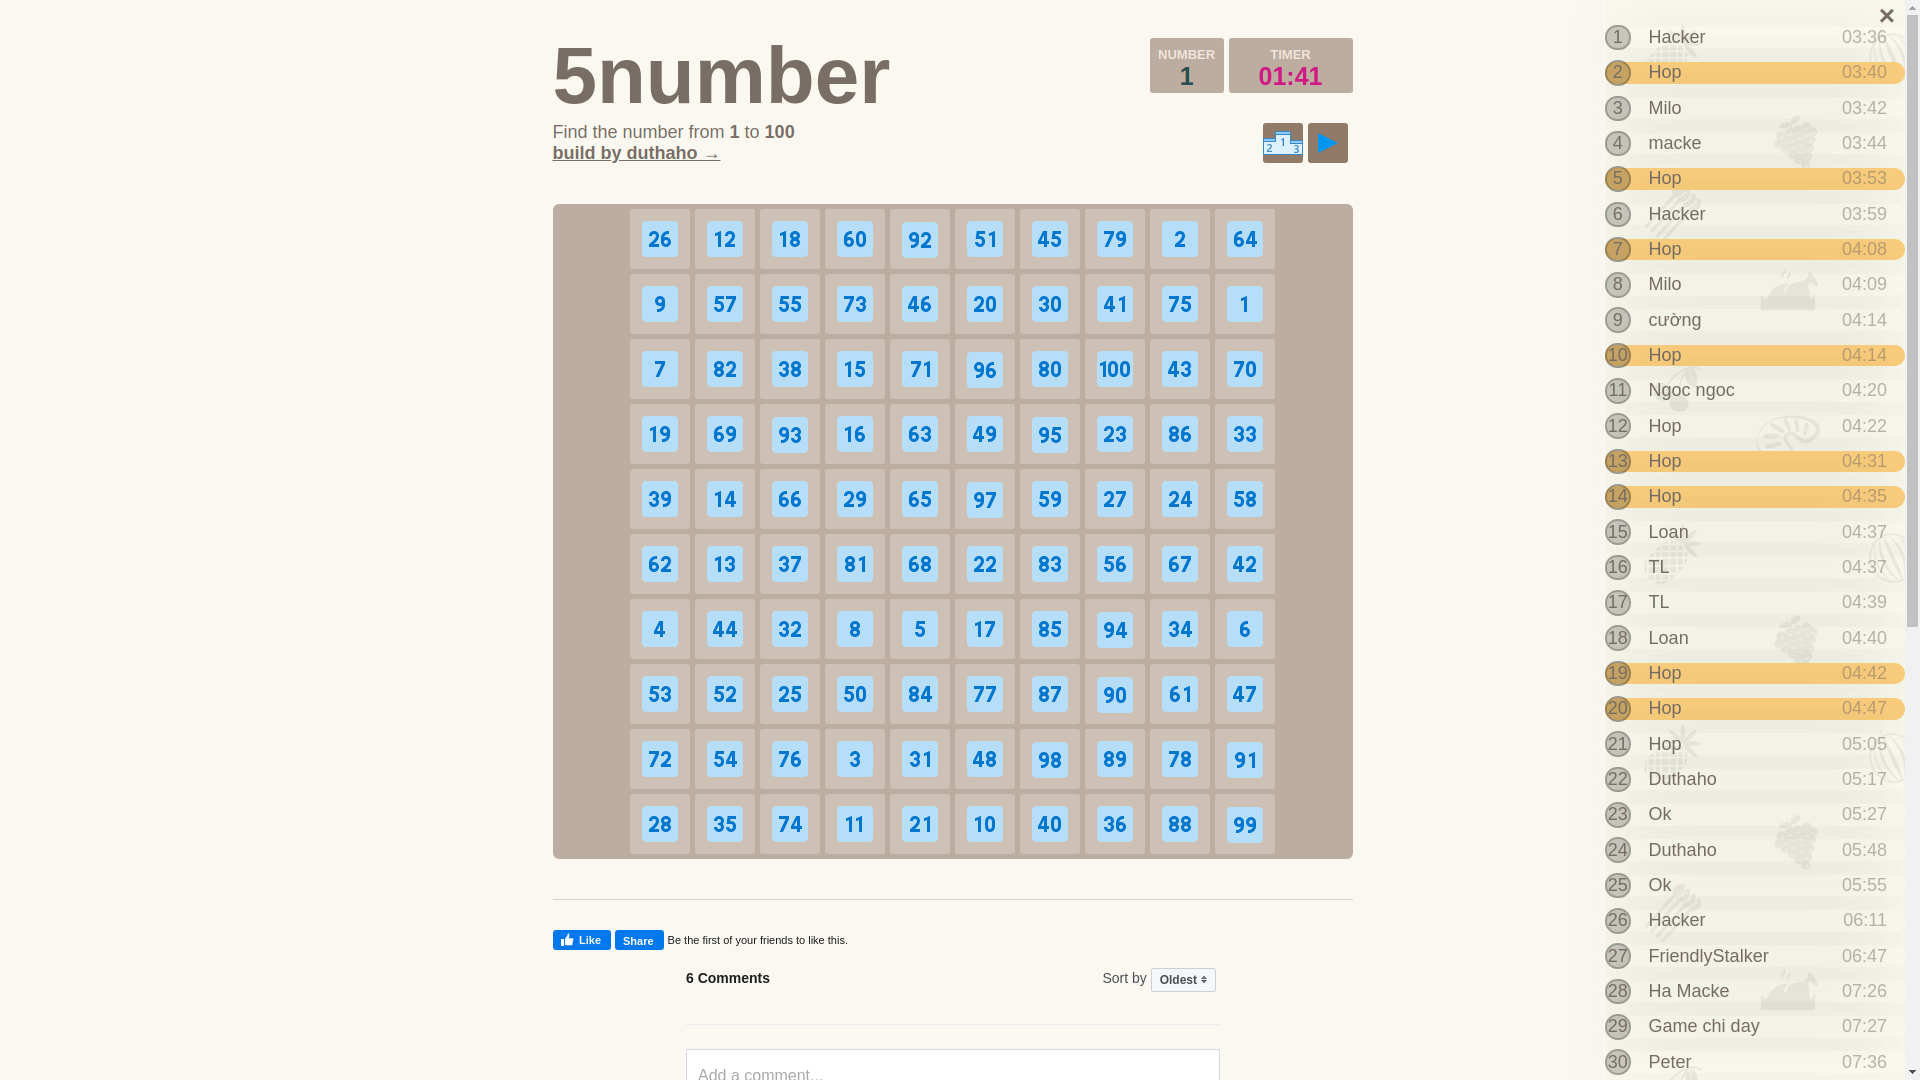 5number
NUMBER
1
TIMER
01:41
Find the number from 1 to 100
build by duthaho →
2 1 3
26 12 18 60 92 51 45 79 2 64
9 57 55 73 46 20 30 41 75 1
7 82 38 15 71 96 80 100 43 70
19 69 93 16 63 49 95 23 86 33
39 14 66 29 65 97 59 27 24 58
62 13 37 81 68 22 83 56 67 42
4 44 32 8 5 17 85 94 34 6
53 52 25 50 84 77 87 90 61 47
72 54 76 3 31 48 98 89 78 91
28 35 74 11 21 10 40 36 88 99
Like Share Be the first of your friends to like this.
6 Comments Sort by Oldest
Add a comment...
×
1 Hacker 03:36
2 Hop 03:40
3 Milo 03:42
4 macke 03:44
5 Hop 03:53
6 Hacker 03:59
7 Hop 04:08
8 Milo 04:09
9 cường 04:14
10 Hop 04:14
11 Ngoc ngoc 04:20
12 Hop 04:22
13 Hop 04:31
14 Hop 04:35
15 Loan 04:37
16 TL 04:37
17 TL 04:39
18 Loan 04:40
19 Hop 04:42
20 Hop 04:47
21 Hop 05:05
22 Duthaho 05:17
23 Ok 05:27
24 Duthaho 05:48
25 Ok 05:55
26 Hacker 06:11
27 FriendlyStalker 06:47
28 Ha Macke 07:26
29 Game chi day 07:27
30 Peter 07:36